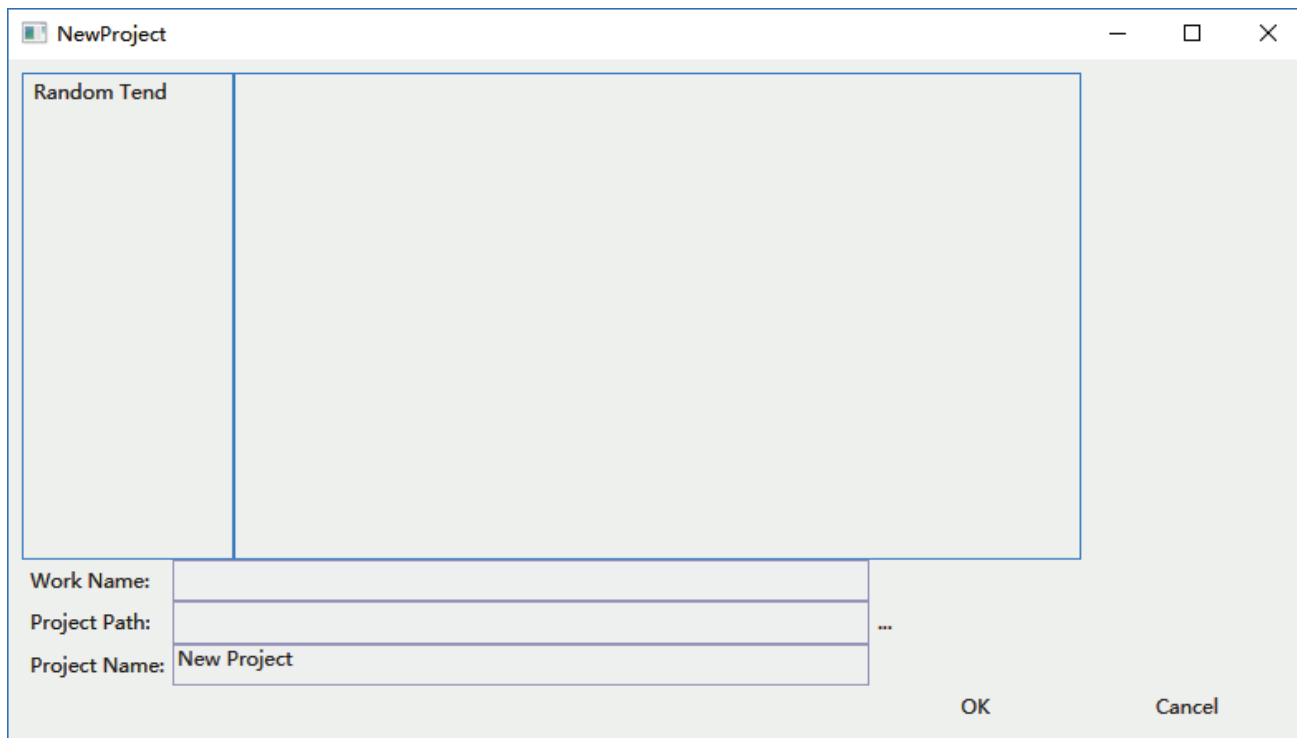 NewProject
Random Tend
Work Name:
Project Path:
...
Project Name: New Project
OK Cancel